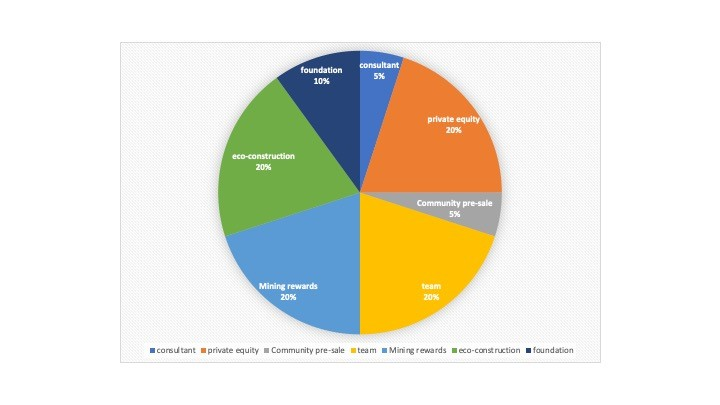 foundation
10%
consultant
5%
private equity
20%
eco-construction
20%
Community pre-sale
5%
Mining rewards
20%
team
20%
consultant private equity Community pre-sale team Mining rewards eco-construction foundation